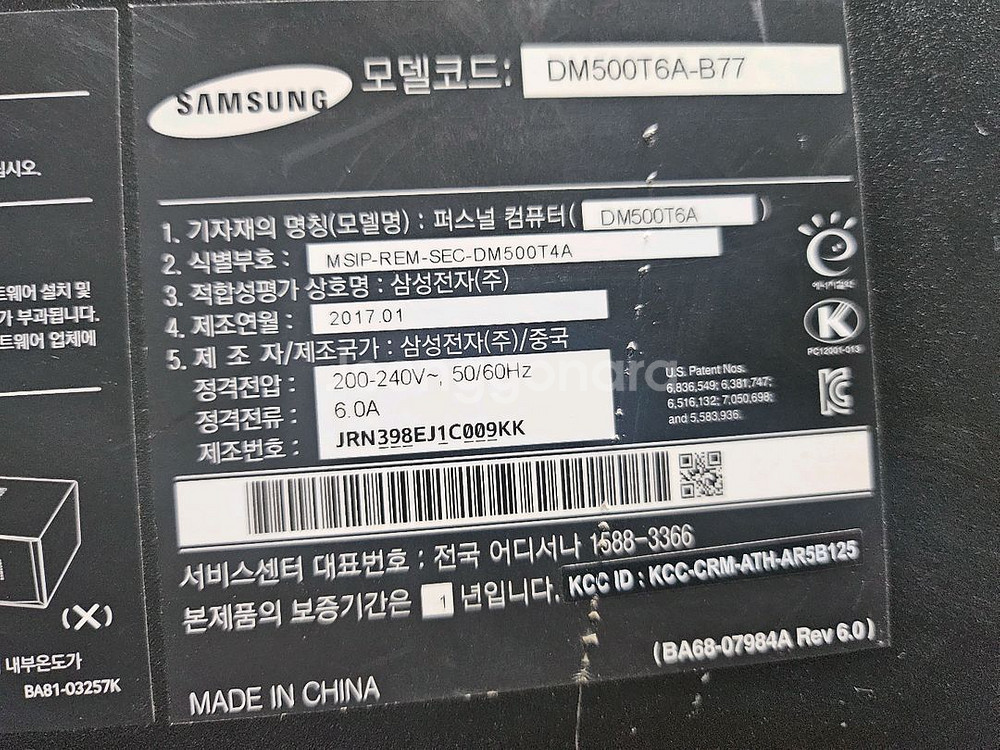 SAMSUNG
모델코드: DM500T6A-B77
1. 기자재의 명칭(모델명) : 퍼스널 컴퓨터( DM500T6A )
2. 식별부호 : MSIP-REM-SEC-DM500T4A
3. 적합성평가 상호명 : 삼성전자(주)
4. 제조연월 : 2017.01
5. 제 조 자/제조국가 : 삼성전자(주)/중국
정격전압 : 200-240V~, 50/60Hz
정격전류 : 6.0A
제조번호 : JRN398EJ1C009KK
에너지절약
K
PC12001-013
U.S. Patent Nos.
6,836,549; 6,381,747;
6,516,132; 7,050,698;
and 5,583,936.
서비스센터 대표번호 : 전국 어디서나 1588-3366
본제품의 보증기간은 1 년입니다.
KCC ID : KCC-CRM-ATH-AR5B125
(BA68-07984A Rev 6.0)
MADE IN CHINA
십시오.
트웨어 설치 및
가 부과됩니다.
트웨어 업체에
(X)
내부온도가
BA81-03257K